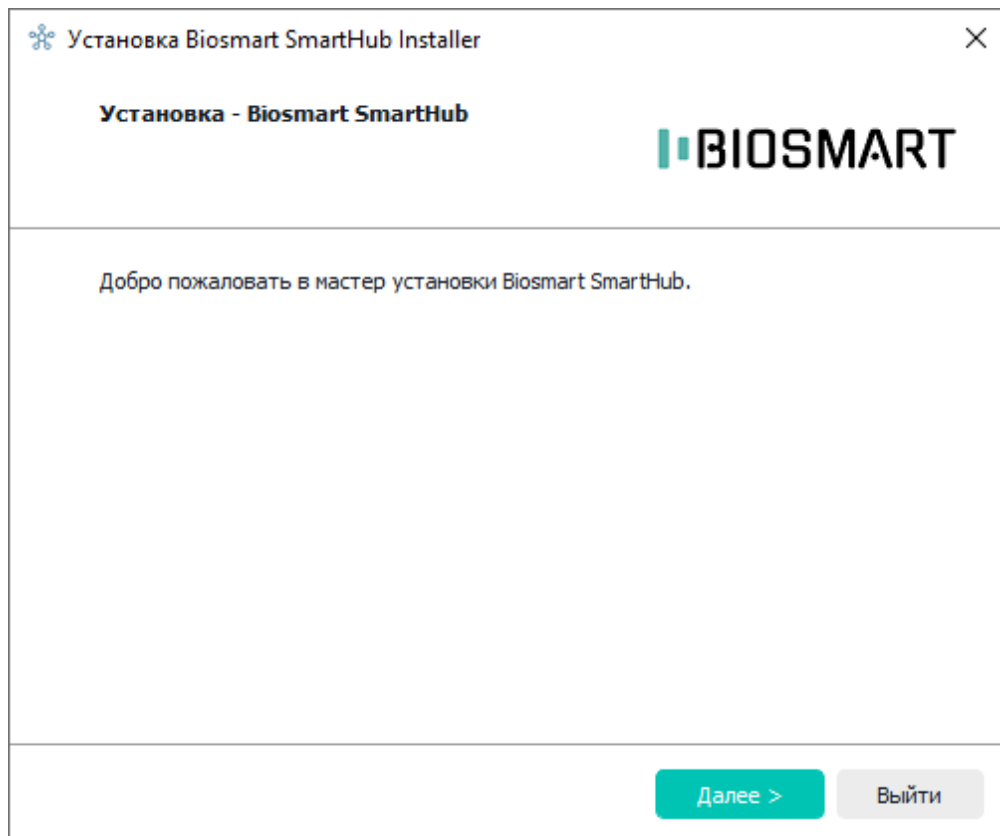 Установка Biosmart SmartHub Installer
Установка - Biosmart SmartHub
BIOSMART
Добро пожаловать в мастер установки Biosmart SmartHub.
Далее >
Выйти